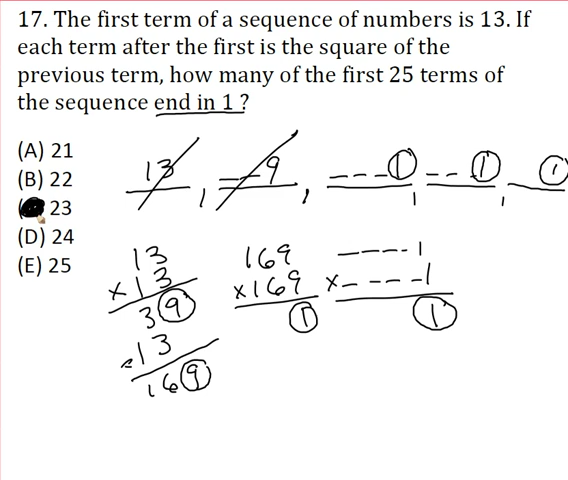 17. The first term of a sequence of numbers is 13. If
each term after the first is the square of the
previous term, how many of the first 25 terms of
the sequence end in 1 ?
(A) 21
(B) 22
23
(D) 24
(E) 25
13 , ---9 , ---1 , ---1 , 1
13
×13
39
13
169
169
×169
1
----1
×----1
1